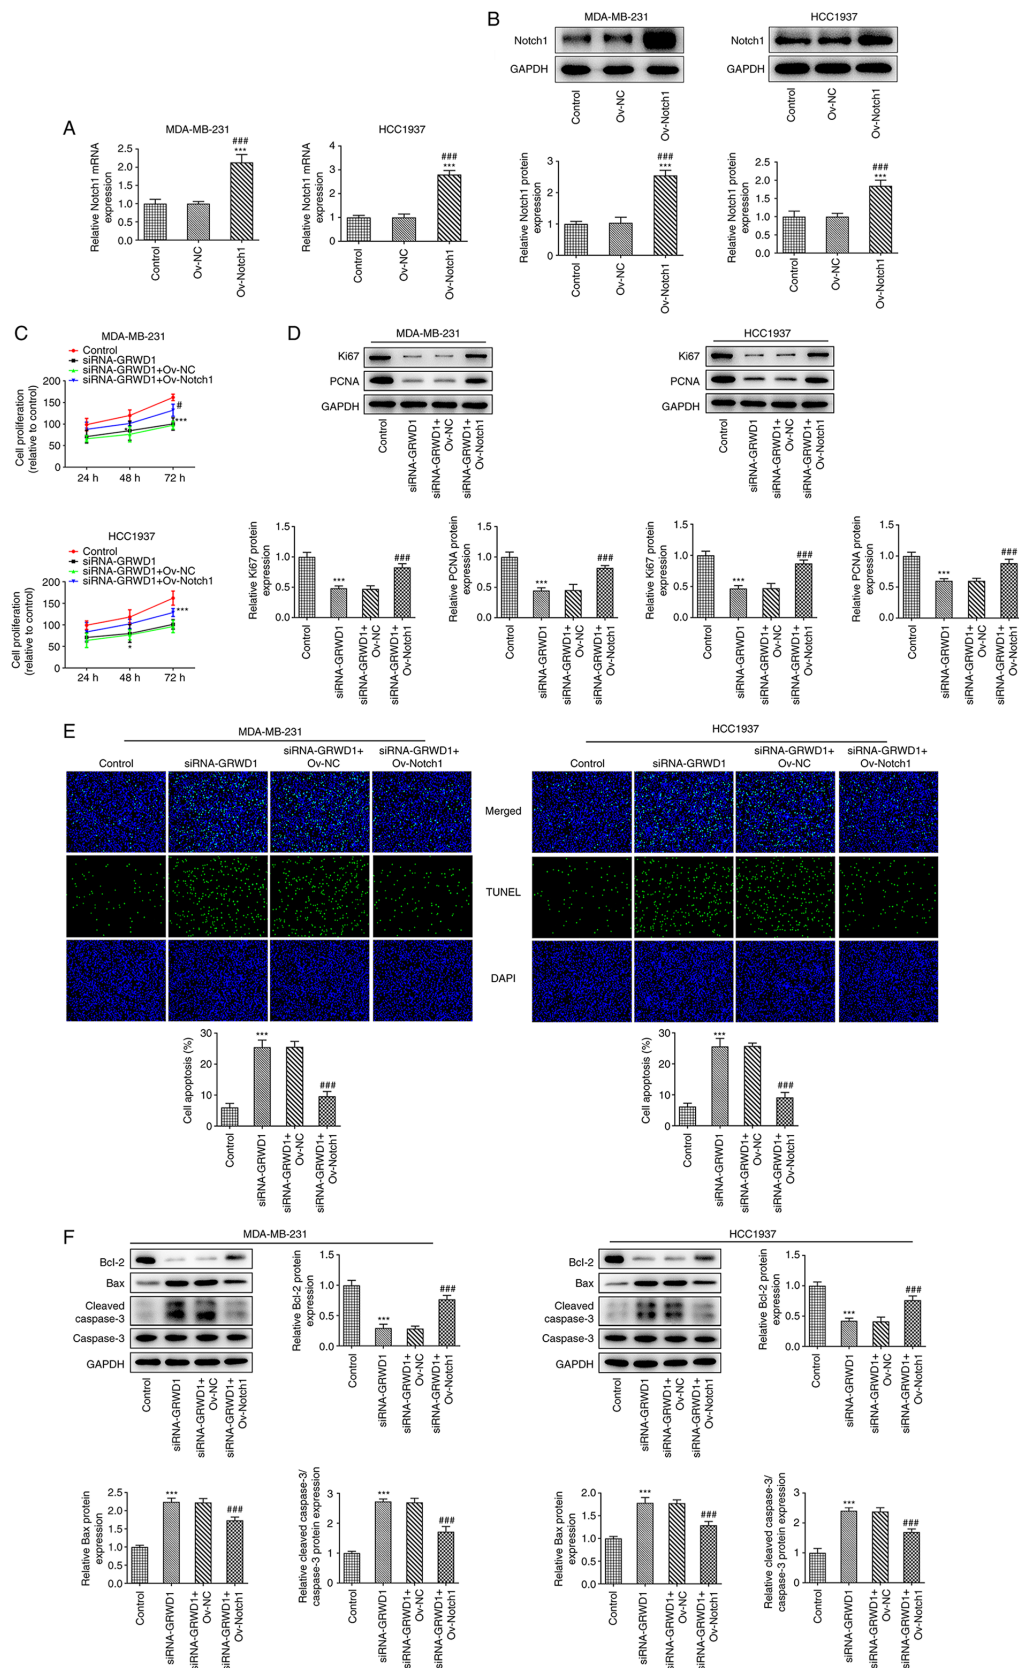 A
MDA-MB-231
Relative Notch1 mRNA
expression
2.5
2.0
1.5
1.0
0.5
0.0
###
***
Control
Ov-NC
Ov-Notch1
HCC1937
Relative Notch1 mRNA
expression
4
3
2
1
0
###
***
Control
Ov-NC
Ov-Notch1
B
MDA-MB-231
Notch1
GAPDH
Control
Ov-NC
Ov-Notch1
HCC1937
Notch1
GAPDH
Control
Ov-NC
Ov-Notch1
Relative Notch1 protein
expression
3
2
1
0
###
***
Control
Ov-NC
Ov-Notch1
Relative Notch1 protein
expression
2.5
2.0
1.5
1.0
0.5
0.0
###
***
Control
Ov-NC
Ov-Notch1
C
MDA-MB-231
Control
siRNA-GRWD1
siRNA-GRWD1+Ov-NC
siRNA-GRWD1+Ov-Notch1
Cell proliferation
(relative to control)
200
150
100
50
0
#
***
*
24 h
48 h
72 h
HCC1937
Control
siRNA-GRWD1
siRNA-GRWD1+Ov-NC
siRNA-GRWD1+Ov-Notch1
Cell proliferation
(relative to control)
200
150
100
50
0
***
*
24 h
48 h
72 h
D
MDA-MB-231
Ki67
PCNA
GAPDH
Control
siRNA-GRWD1
siRNA-GRWD1+
Ov-NC
siRNA-GRWD1+
Ov-Notch1
HCC1937
Ki67
PCNA
GAPDH
Control
siRNA-GRWD1
siRNA-GRWD1+
Ov-NC
siRNA-GRWD1+
Ov-Notch1
Relative Ki67 protein
expression
1.5
1.0
0.5
0.0
***
###
Control
siRNA-GRWD1
siRNA-GRWD1+
Ov-NC
siRNA-GRWD1+
Ov-Notch1
Relative PCNA protein
expression
1.5
1.0
0.5
0.0
***
###
Control
siRNA-GRWD1
siRNA-GRWD1+
Ov-NC
siRNA-GRWD1+
Ov-Notch1
Relative Ki67 protein
expression
1.5
1.0
0.5
0.0
***
###
Control
siRNA-GRWD1
siRNA-GRWD1+
Ov-NC
siRNA-GRWD1+
Ov-Notch1
Relative PCNA protein
expression
1.5
1.0
0.5
0.0
***
###
Control
siRNA-GRWD1
siRNA-GRWD1+
Ov-NC
siRNA-GRWD1+
Ov-Notch1
E
MDA-MB-231
Control
siRNA-GRWD1
siRNA-GRWD1+
Ov-NC
siRNA-GRWD1+
Ov-Notch1
HCC1937
Control
siRNA-GRWD1
siRNA-GRWD1+
Ov-NC
siRNA-GRWD1+
Ov-Notch1
Merged
TUNEL
DAPI
Cell apoptosis (%)
30
20
10
0
***
###
Control
siRNA-GRWD1
siRNA-GRWD1+
Ov-NC
siRNA-GRWD1+
Ov-Notch1
Cell apoptosis (%)
30
20
10
0
***
###
Control
siRNA-GRWD1
siRNA-GRWD1+
Ov-NC
siRNA-GRWD1+
Ov-Notch1
F
MDA-MB-231
Bcl-2
Bax
Cleaved
caspase-3
Caspase-3
GAPDH
Control
siRNA-GRWD1
siRNA-GRWD1+
Ov-NC
siRNA-GRWD1+
Ov-Notch1
Relative Bcl-2 protein
expression
1.5
1.0
0.5
0.0
***
###
Control
siRNA-GRWD1
siRNA-GRWD1+
Ov-NC
siRNA-GRWD1+
Ov-Notch1
HCC1937
Bcl-2
Bax
Cleaved
caspase-3
Caspase-3
GAPDH
Control
siRNA-GRWD1
siRNA-GRWD1+
Ov-NC
siRNA-GRWD1+
Ov-Notch1
Relative Bcl-2 protein
expression
2.0
1.5
1.0
0.5
0.0
***
###
Control
siRNA-GRWD1
siRNA-GRWD1+
Ov-NC
siRNA-GRWD1+
Ov-Notch1
Relative Bax protein
expression
2.5
2.0
1.5
1.0
0.5
0.0
***
###
Control
siRNA-GRWD1
siRNA-GRWD1+
Ov-NC
siRNA-GRWD1+
Ov-Notch1
Relative cleaved caspase-3/
caspase-3 protein expression
3
2
1
0
***
###
Control
siRNA-GRWD1
siRNA-GRWD1+
Ov-NC
siRNA-GRWD1+
Ov-Notch1
Relative Bax protein
expression
2.0
1.5
1.0
0.5
0.0
***
###
Control
siRNA-GRWD1
siRNA-GRWD1+
Ov-NC
siRNA-GRWD1+
Ov-Notch1
Relative cleaved caspase-3/
caspase-3 protein expression
3
2
1
0
***
###
Control
siRNA-GRWD1
siRNA-GRWD1+
Ov-NC
siRNA-GRWD1+
Ov-Notch1